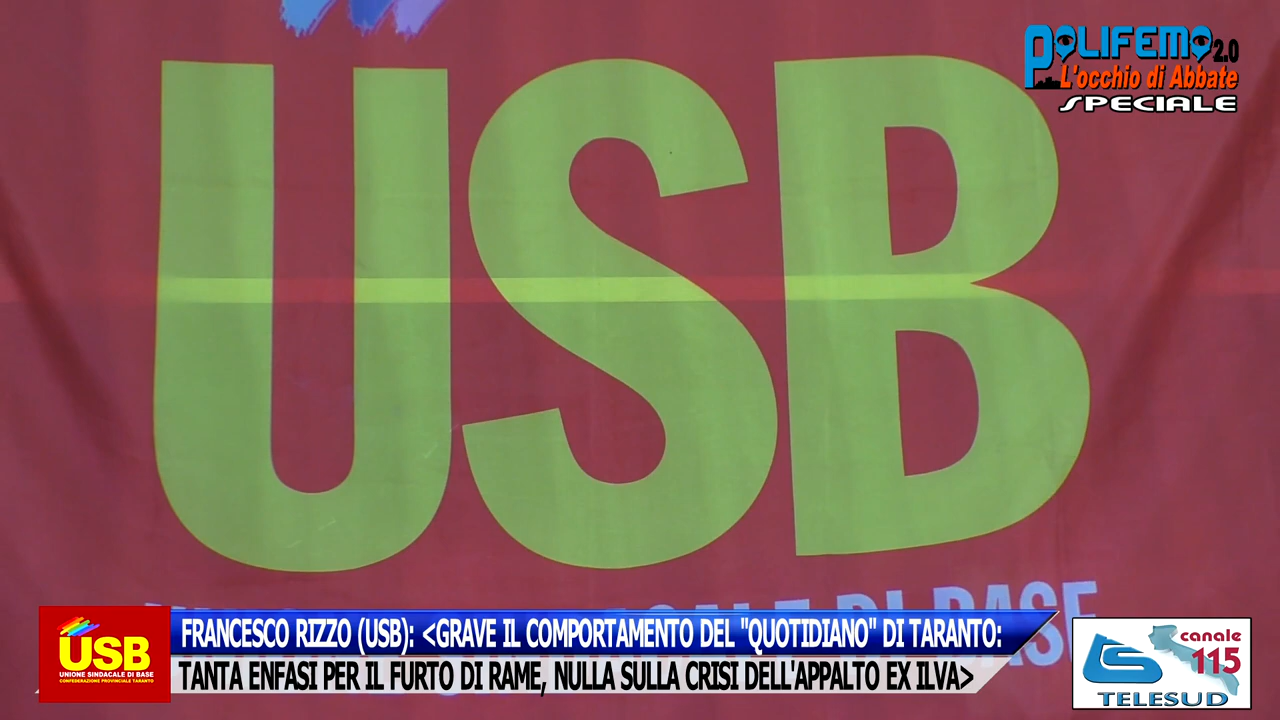 POLIFEMO 2.0
L'occhio di Abbate
SPECIALE
USB
DI BASE
FRANCESCO RIZZO (USB): <GRAVE IL COMPORTAMENTO DEL "QUOTIDIANO" DI TARANTO:
TANTA ENFASI PER IL FURTO DI RAME, NULLA SULLA CRISI DELL'APPALTO EX ILVA>
USB
UNIONE SINDACALE DI BASE
CONFEDERAZIONE PROVINCIALE TARANTO
canale
115
TELESUD